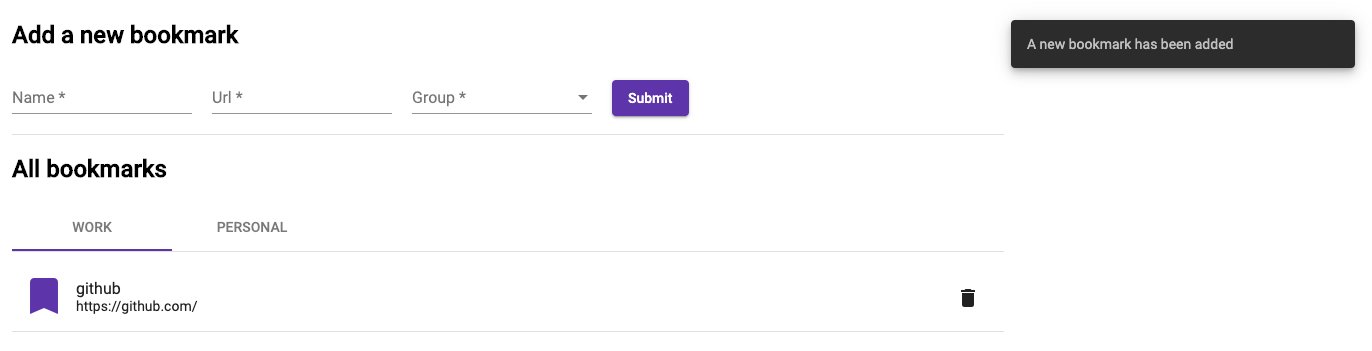 Add a new bookmark
A new bookmark has been added
Name *
Url *
Group *
Submit
All bookmarks
WORK
PERSONAL
github
https://github.com/